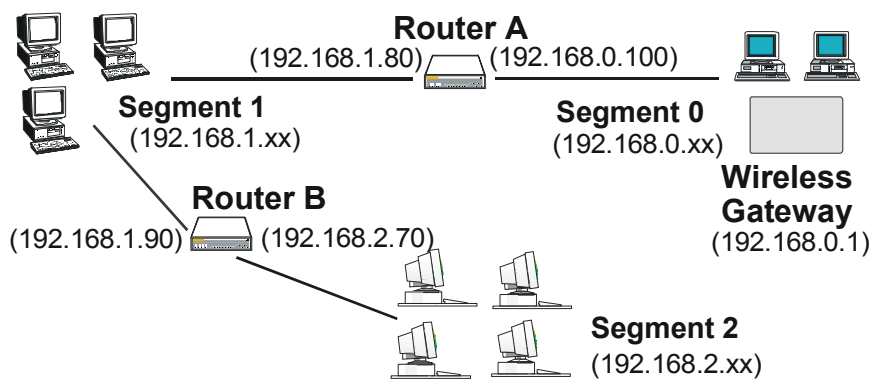 Router A
(192.168.1.80)
(192.168.0.100)
Segment 1
(192.168.1.xx)
Segment 0
(192.168.0.xx)
Wireless
Gateway
(192.168.0.1)
Router B
(192.168.1.90)
(192.168.2.70)
Segment 2
(192.168.2.xx)